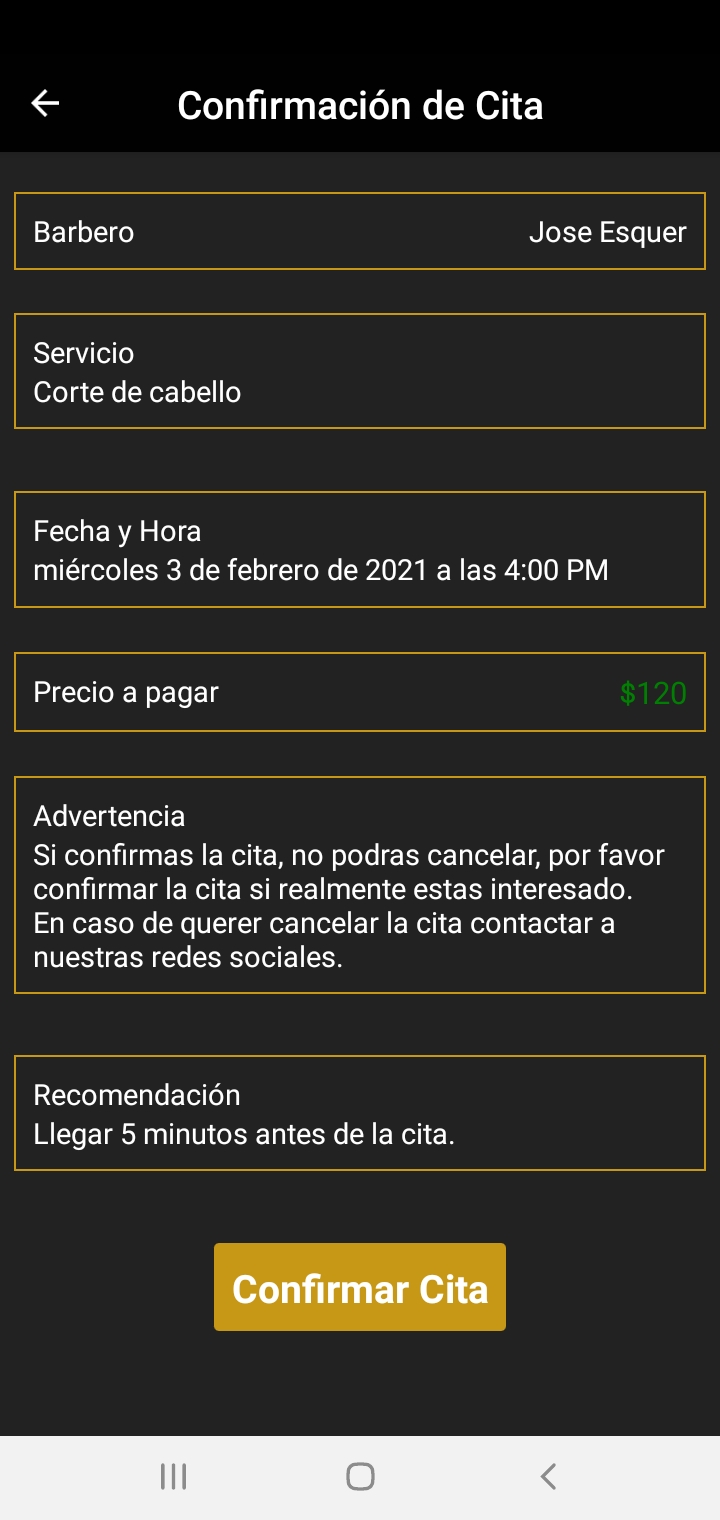 Confirmación de Cita
Barbero Jose Esquer
Servicio
Corte de cabello
Fecha y Hora
miércoles 3 de febrero de 2021 a las 4:00 PM
Precio a pagar $120
Advertencia
Si confirmas la cita, no podras cancelar, por favor
confirmar la cita si realmente estas interesado.
En caso de querer cancelar la cita contactar a
nuestras redes sociales.
Recomendación
Llegar 5 minutos antes de la cita.
Confirmar Cita